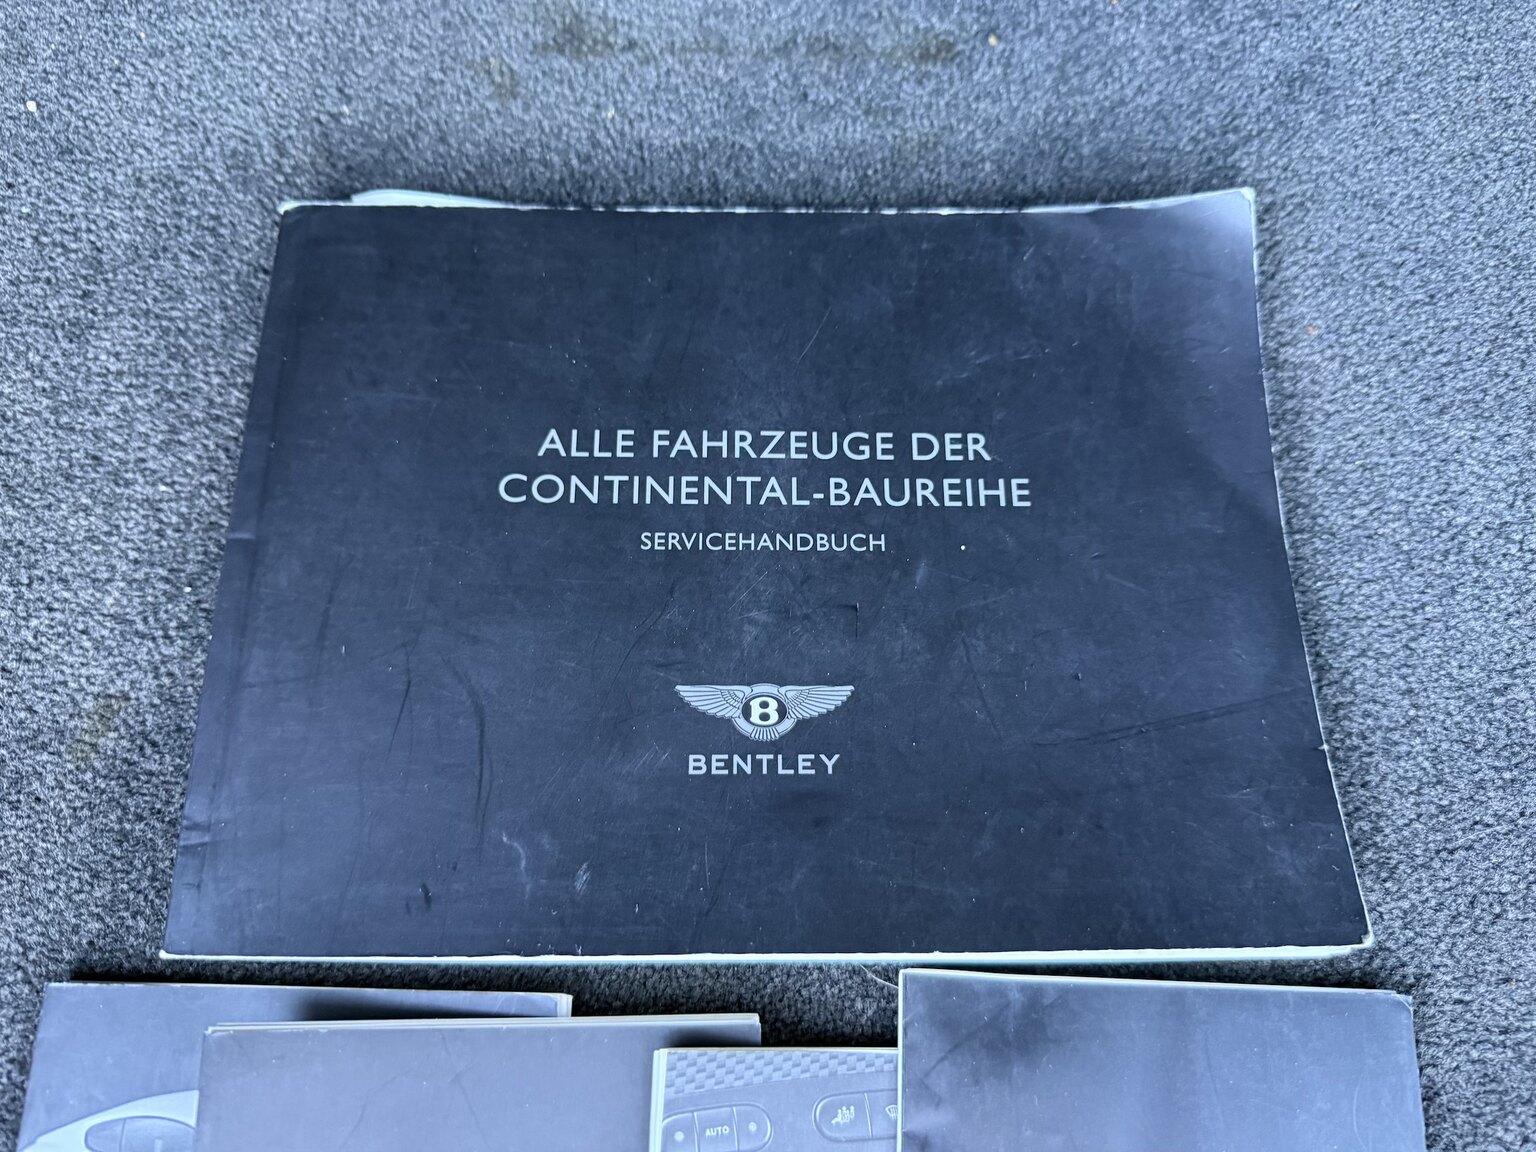 ALLE FAHRZEUGE DER
CONTINENTAL-BAUREIHE
SERVICEHANDBUCH
B
BENTLEY
AUTO